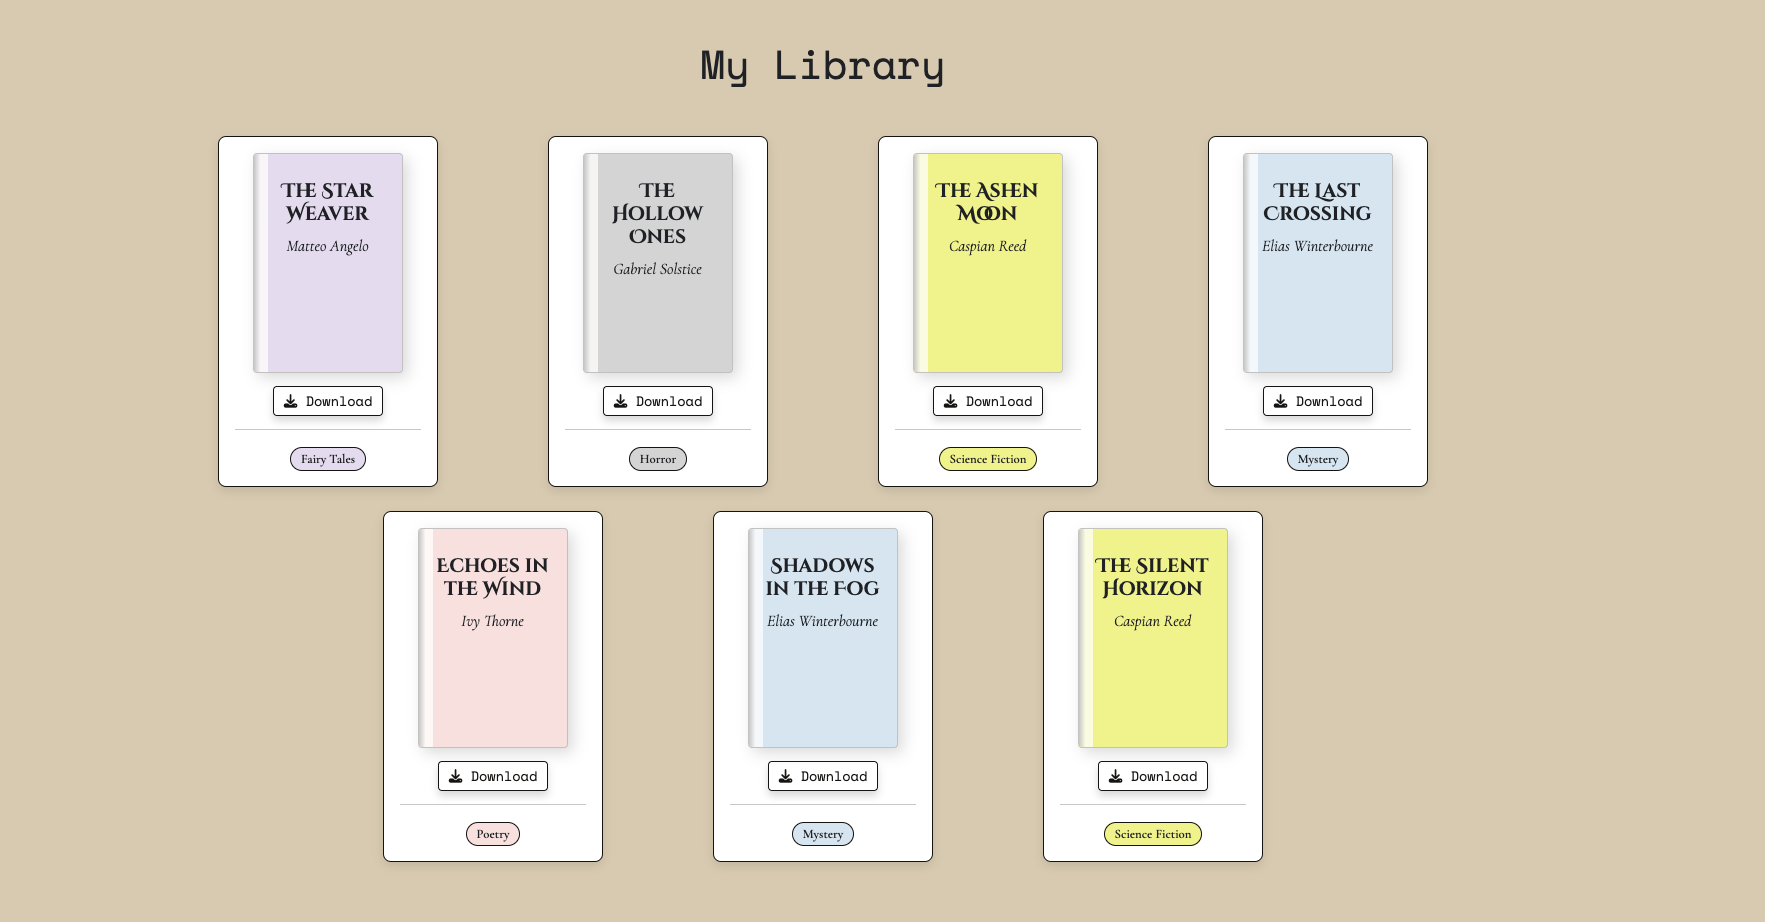 My Library
The Star
Weaver
Matteo Angelo
Download
Fairy Tales
The
Hollow
Ones
Gabriel Solstice
Download
Horror
The Ashen
Moon
Caspian Reed
Download
Science Fiction
The Last
Crossing
Elias Winterbourne
Download
Mystery
Echoes in
the Wind
Ivy Thorne
Download
Poetry
Shadows
in the Fog
Elias Winterbourne
Download
Mystery
The Silent
Horizon
Caspian Reed
Download
Science Fiction